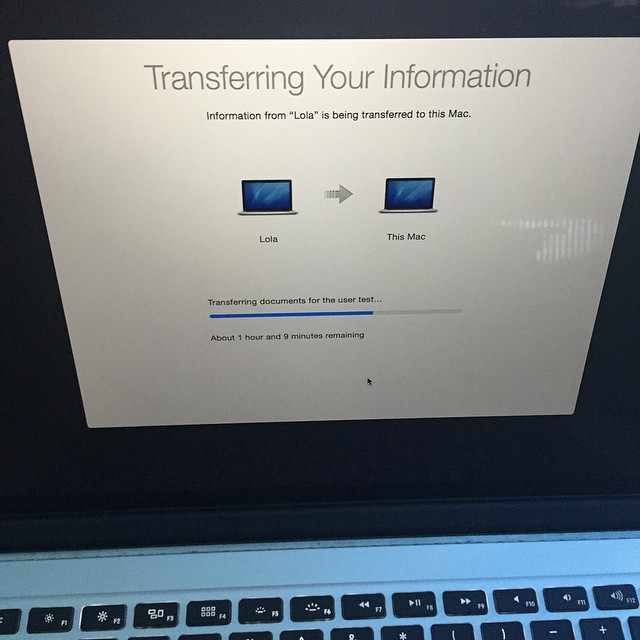 Transferring Your Information
Information from “Lola” is being transferred to this Mac.
Lola
This Mac
Transferring documents for the user test...
About 1 hour and 9 minutes remaining
F1 F2 F3 F4 F5 F6 F7 F8 F9 F10 F11 F12
& * ) – +